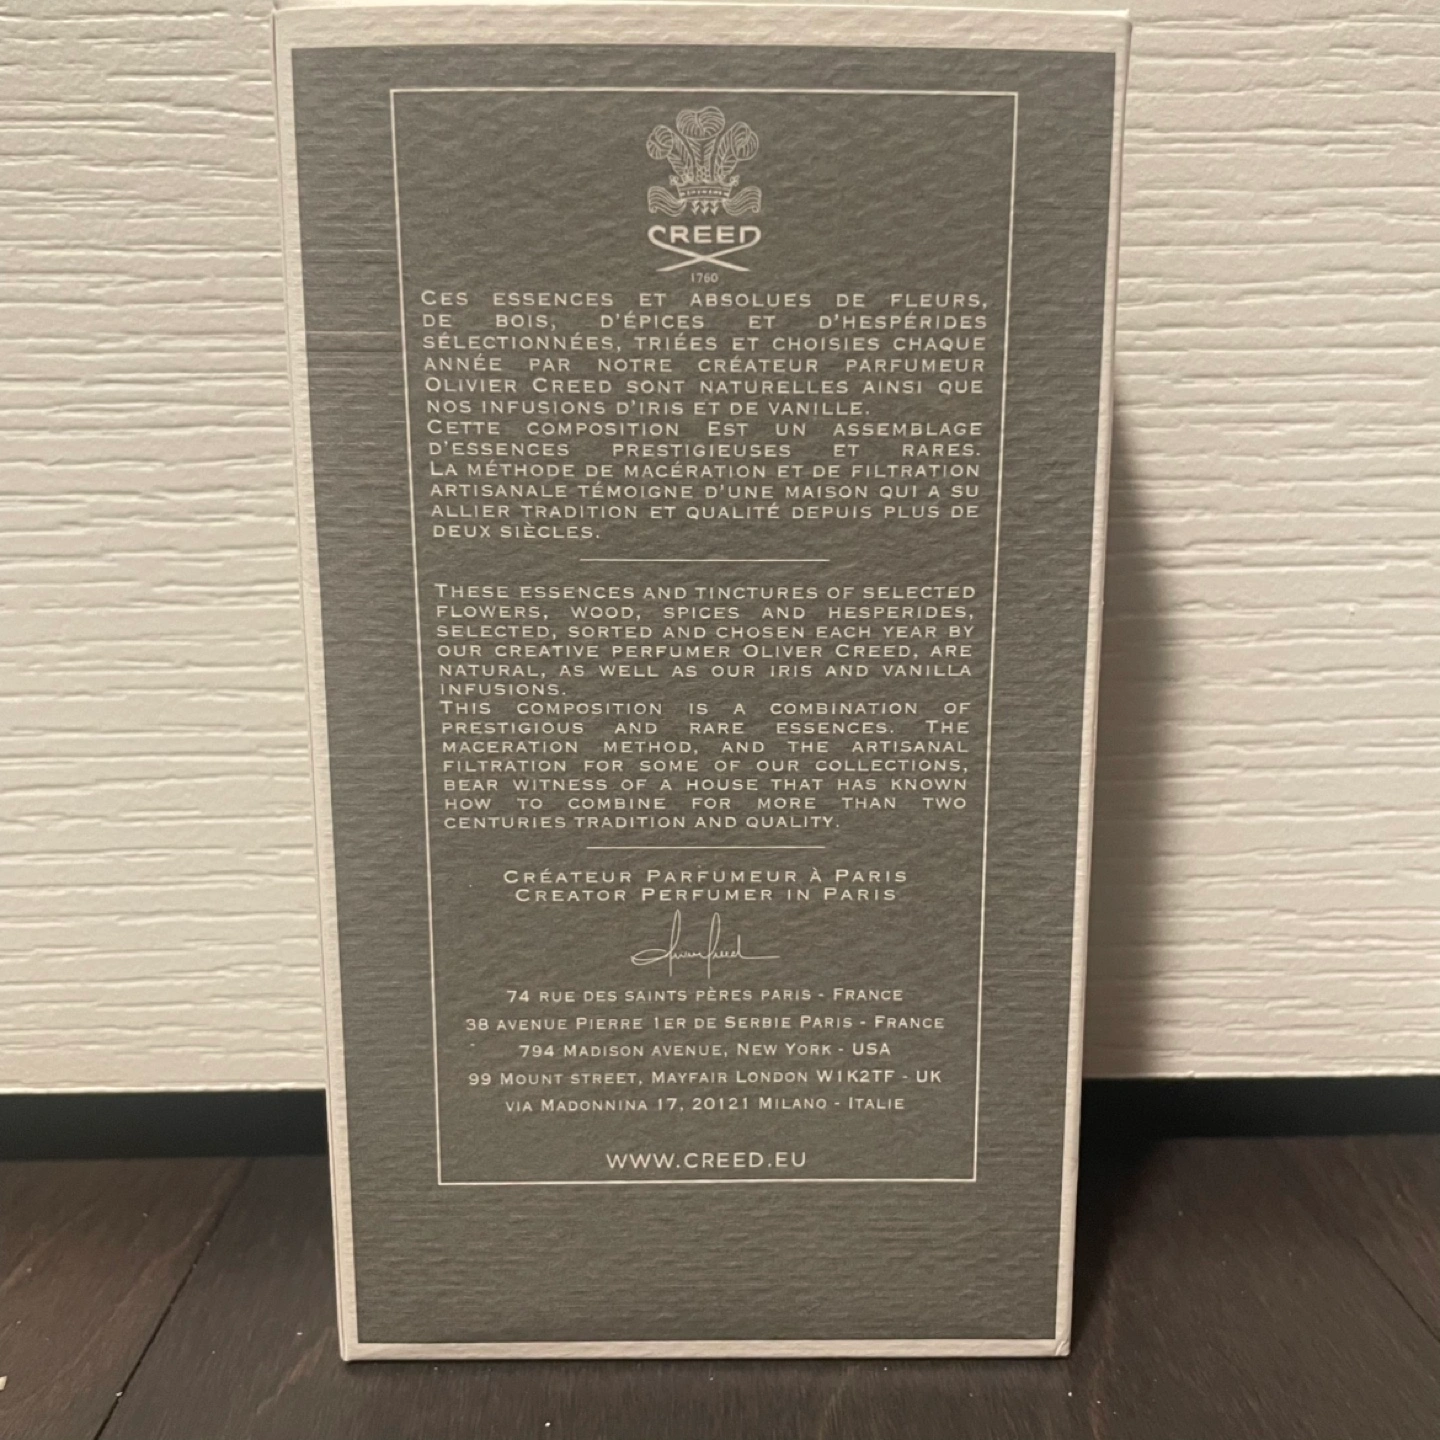 CREED
1760
CES ESSENCES ET ABSOLUES DE FLEURS,
DE BOIS, D'ÉPICES ET D'HESPÉRIDES
SÉLECTIONNÉES, TRIÉES ET CHOISIES CHAQUE
ANNÉE PAR NOTRE CRÉATEUR PARFUMEUR
OLIVIER CREED SONT NATURELLES AINSI QUE
NOS INFUSIONS D'IRIS ET DE VANILLE.
CETTE COMPOSITION EST UN ASSEMBLAGE
D'ESSENCES PRESTIGIEUSES ET RARES.
LA MÉTHODE DE MACÉRATION ET DE FILTRATION
ARTISANALE TÉMOIGNE D'UNE MAISON QUI A SU
ALLIER TRADITION ET QUALITÉ DEPUIS PLUS DE
DEUX SIÈCLES.
THESE ESSENCES AND TINCTURES OF SELECTED
FLOWERS, WOOD, SPICES AND HESPERIDES,
SELECTED, SORTED AND CHOSEN EACH YEAR BY
OUR CREATIVE PERFUMER OLIVER CREED, ARE
NATURAL, AS WELL AS OUR IRIS AND VANILLA
INFUSIONS.
THIS COMPOSITION IS A COMBINATION OF
PRESTIGIOUS AND RARE ESSENCES. THE
MACERATION METHOD, AND THE ARTISANAL
FILTRATION FOR SOME OF OUR COLLECTIONS,
BEAR WITNESS OF A HOUSE THAT HAS KNOWN
HOW TO COMBINE FOR MORE THAN TWO
CENTURIES TRADITION AND QUALITY.
CRÉATEUR PARFUMEUR À PARIS
CREATOR PERFUMER IN PARIS
74 RUE DES SAINTS PÈRES PARIS - FRANCE
38 AVENUE PIERRE 1ER DE SERBIE PARIS - FRANCE
794 MADISON AVENUE, NEW YORK - USA
99 MOUNT STREET, MAYFAIR LONDON W1K2TF - UK
VIA MADONNINA 17, 20121 MILANO - ITALIE
WWW.CREED.EU